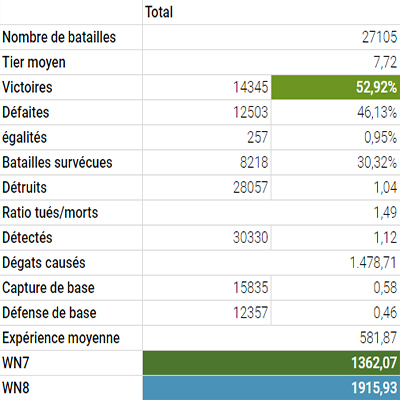 Total
Nombre de batailles 27105
Tier moyen 7,72
Victoires 14345 52,92%
Défaites 12503 46,13%
égalités 257 0,95%
Batailles survécues 8218 30,32%
Détruits 28057 1,04
Ratio tués/morts 1,49
Détectés 30330 1,12
Dégats causés 1.478,71
Capture de base 15835 0,58
Défense de base 12357 0,46
Expérience moyenne 581,87
WN7 1362,07
WN8 1915,93